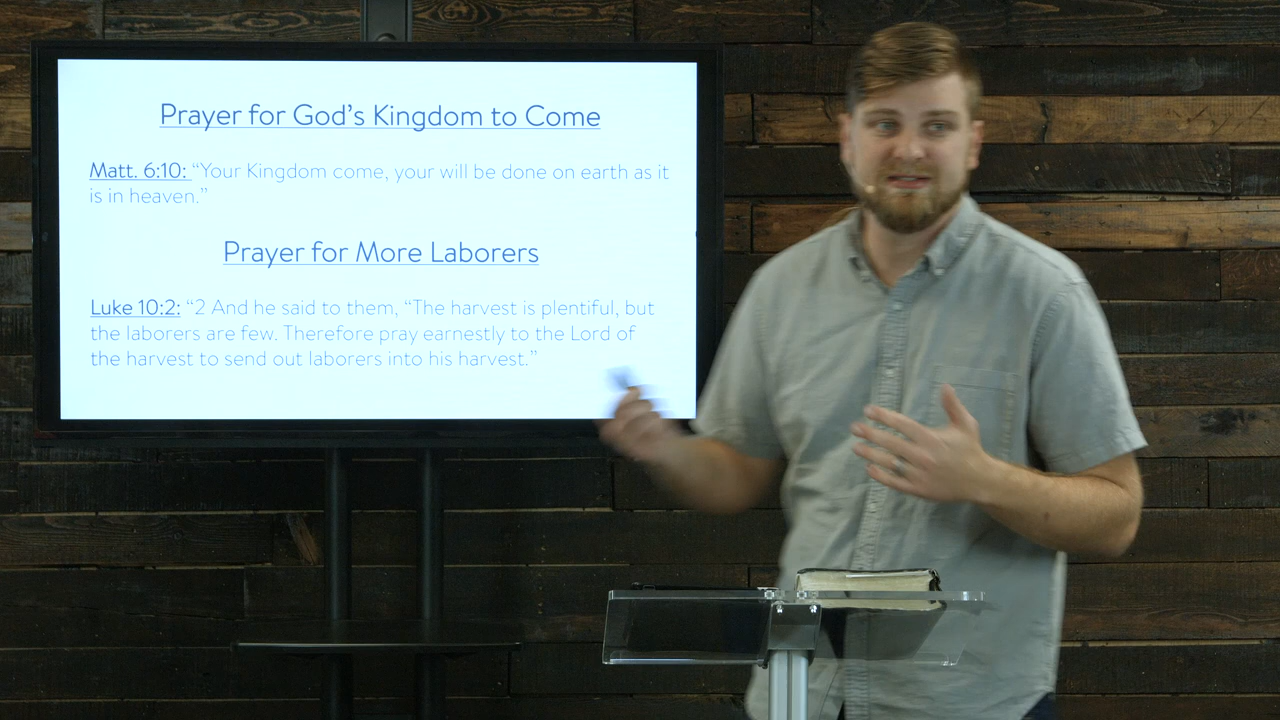 Prayer for God’s Kingdom to Come
Matt. 6:10: “Your Kingdom come, your will be done on earth as it
is in heaven.”
Prayer for More Laborers
Luke 10:2: “2 And he said to them, “The harvest is plentiful, but
the laborers are few. Therefore pray earnestly to the Lord of
the harvest to send out laborers into his harvest.”